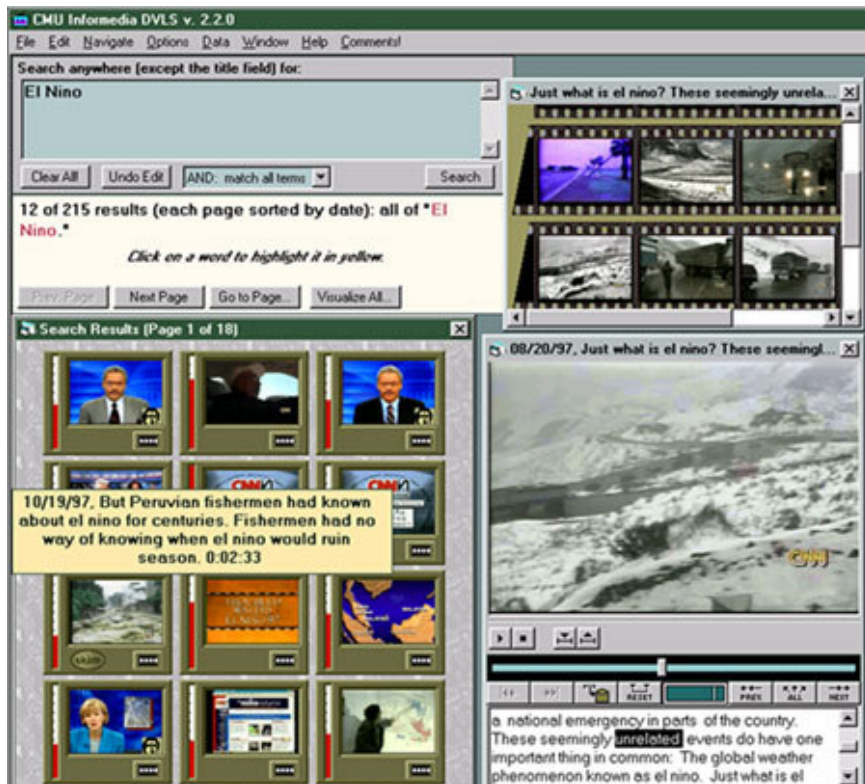 CMU Informedia DVLS v. 2.2.0
File Edit Navigate Options Data Window Help Comments!
Search anywhere (except the title field) for:
El Nino
Clear All! Undo Edit AND: match all terms Search
12 of 215 results (each page sorted by date): all of "El
Nino."
Click on a word to highlight it in yellow.
Prev. Page Next Page Go to Page... Visualize All...
Just what is el nino? These seemingly unrela...
Search Results (Page 1 of 18)
CNN
10/19/97, But Peruvian fishermen had known
about el nino for centuries. Fishermen had no
way of knowing when el nino would ruin
season. 0:02:33
skim
08/20/97, Just what is el nino? These seemingl...
CNN
RESET PREV ALL NEXT
a national emergency in parts of the country.
These seemingly unrelated events do have one
important thing in common: The global weather
phenomenon known as el nino. Just what is el